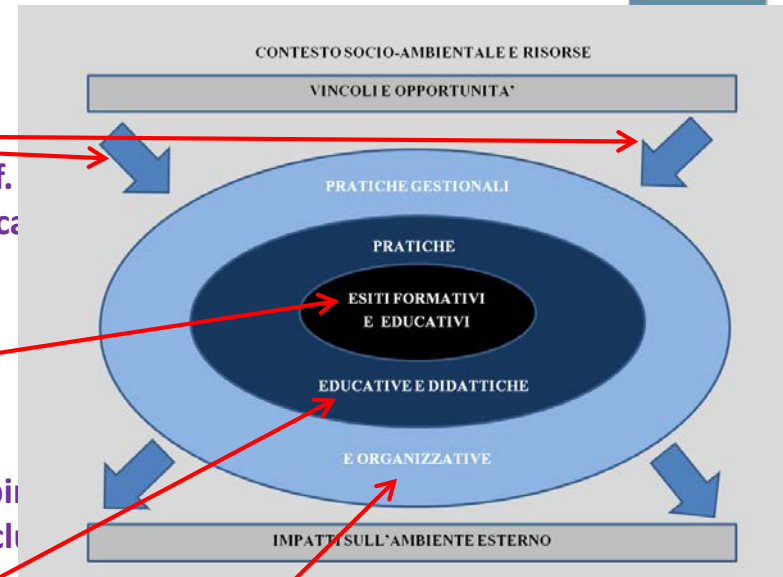 CONTESTO SOCIO-AMBIENTALE E RISORSE
VINCOLI E OPPORTUNITA’
f.
PRATICHE GESTIONALI
PRATICHE
ESITI FORMATIVI
E EDUCATIVI
EDUCATIVE E DIDATTICHE
E ORGANIZZATIVE
IMPATTI SULL’AMBIENTE ESTERNO